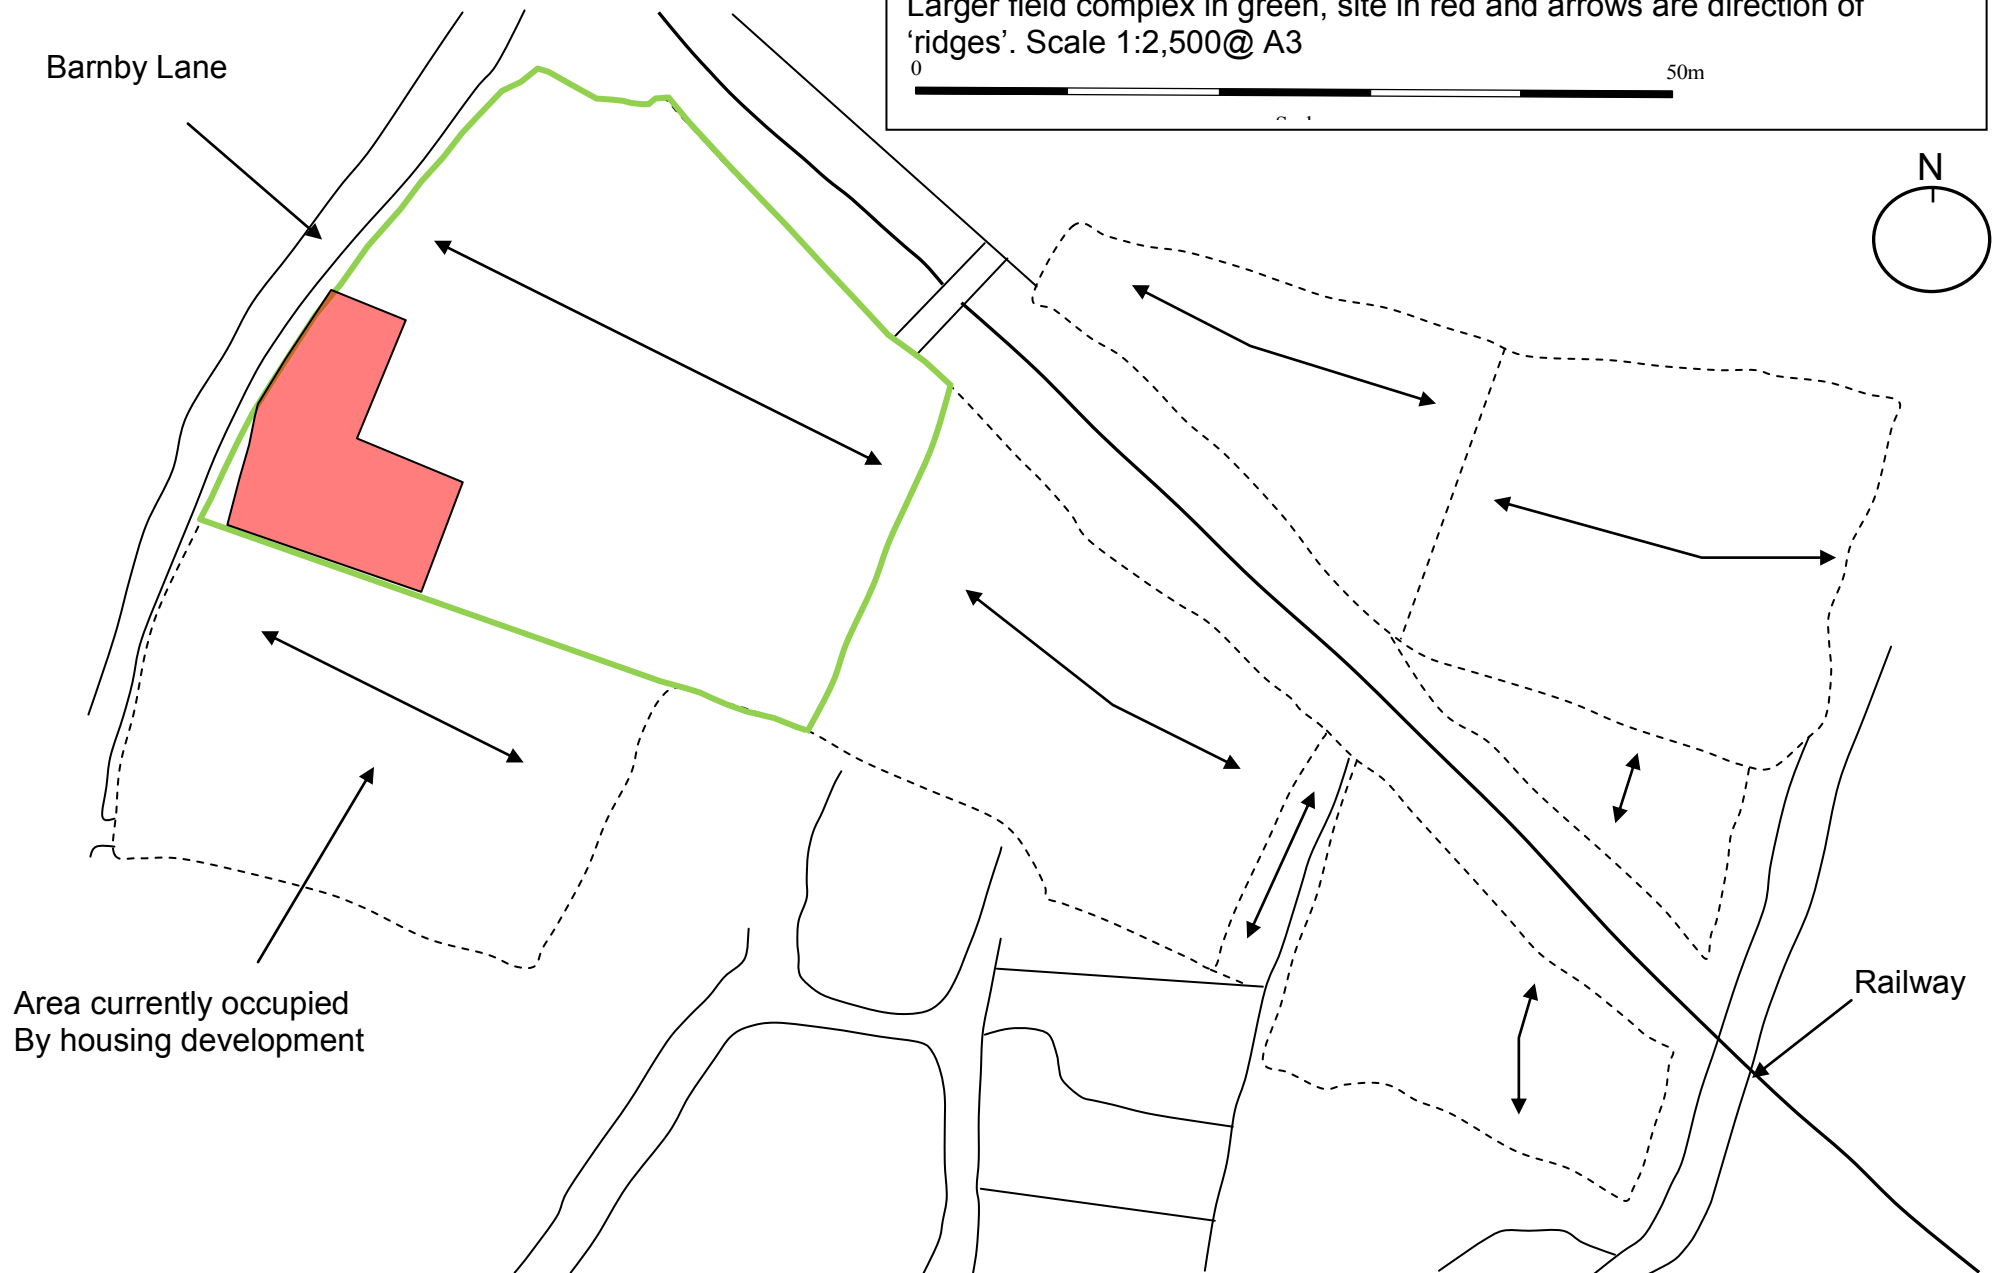 Larger field complex in green, site in red and arrows are direction of
‘ridges’. Scale 1:2,500@ A3
0 50m
Barnby Lane
N
Area currently occupied
By housing development
Railway